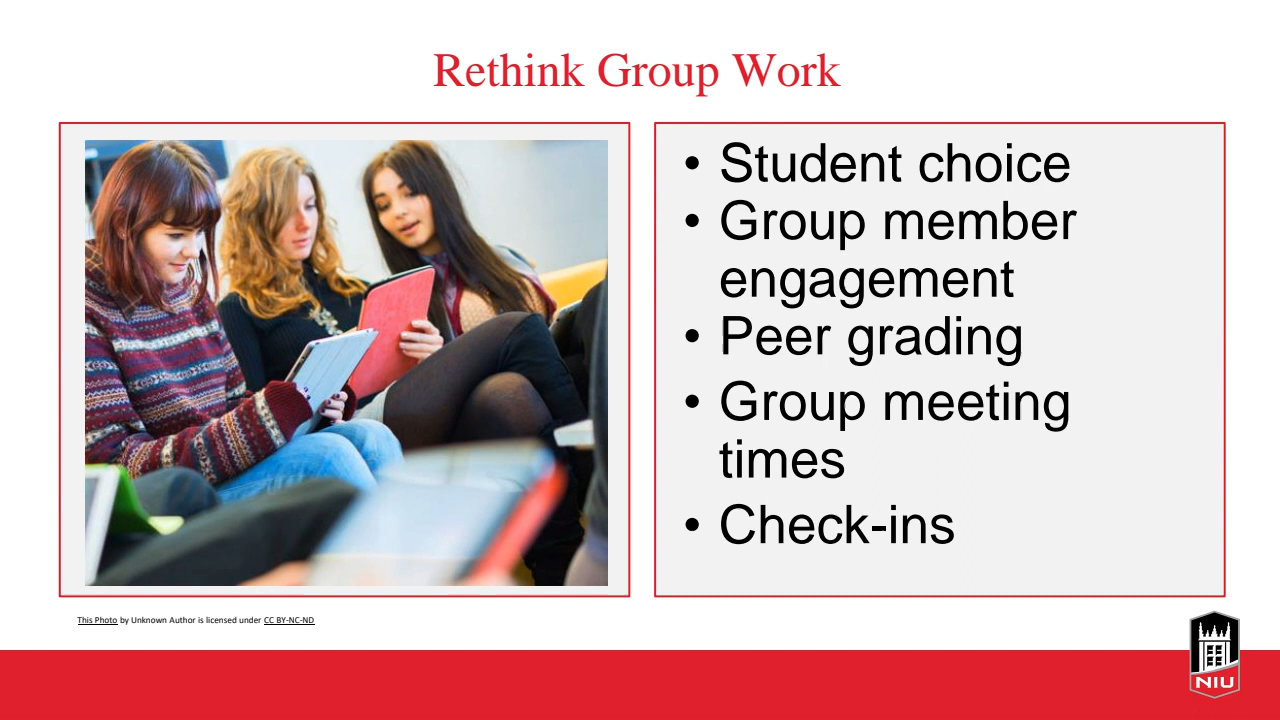 Rethink Group Work
• Student choice
• Group member
engagement
• Peer grading
• Group meeting
times
• Check-ins
This Photo by Unknown Author is licensed under CC BY-NC-ND
NIU